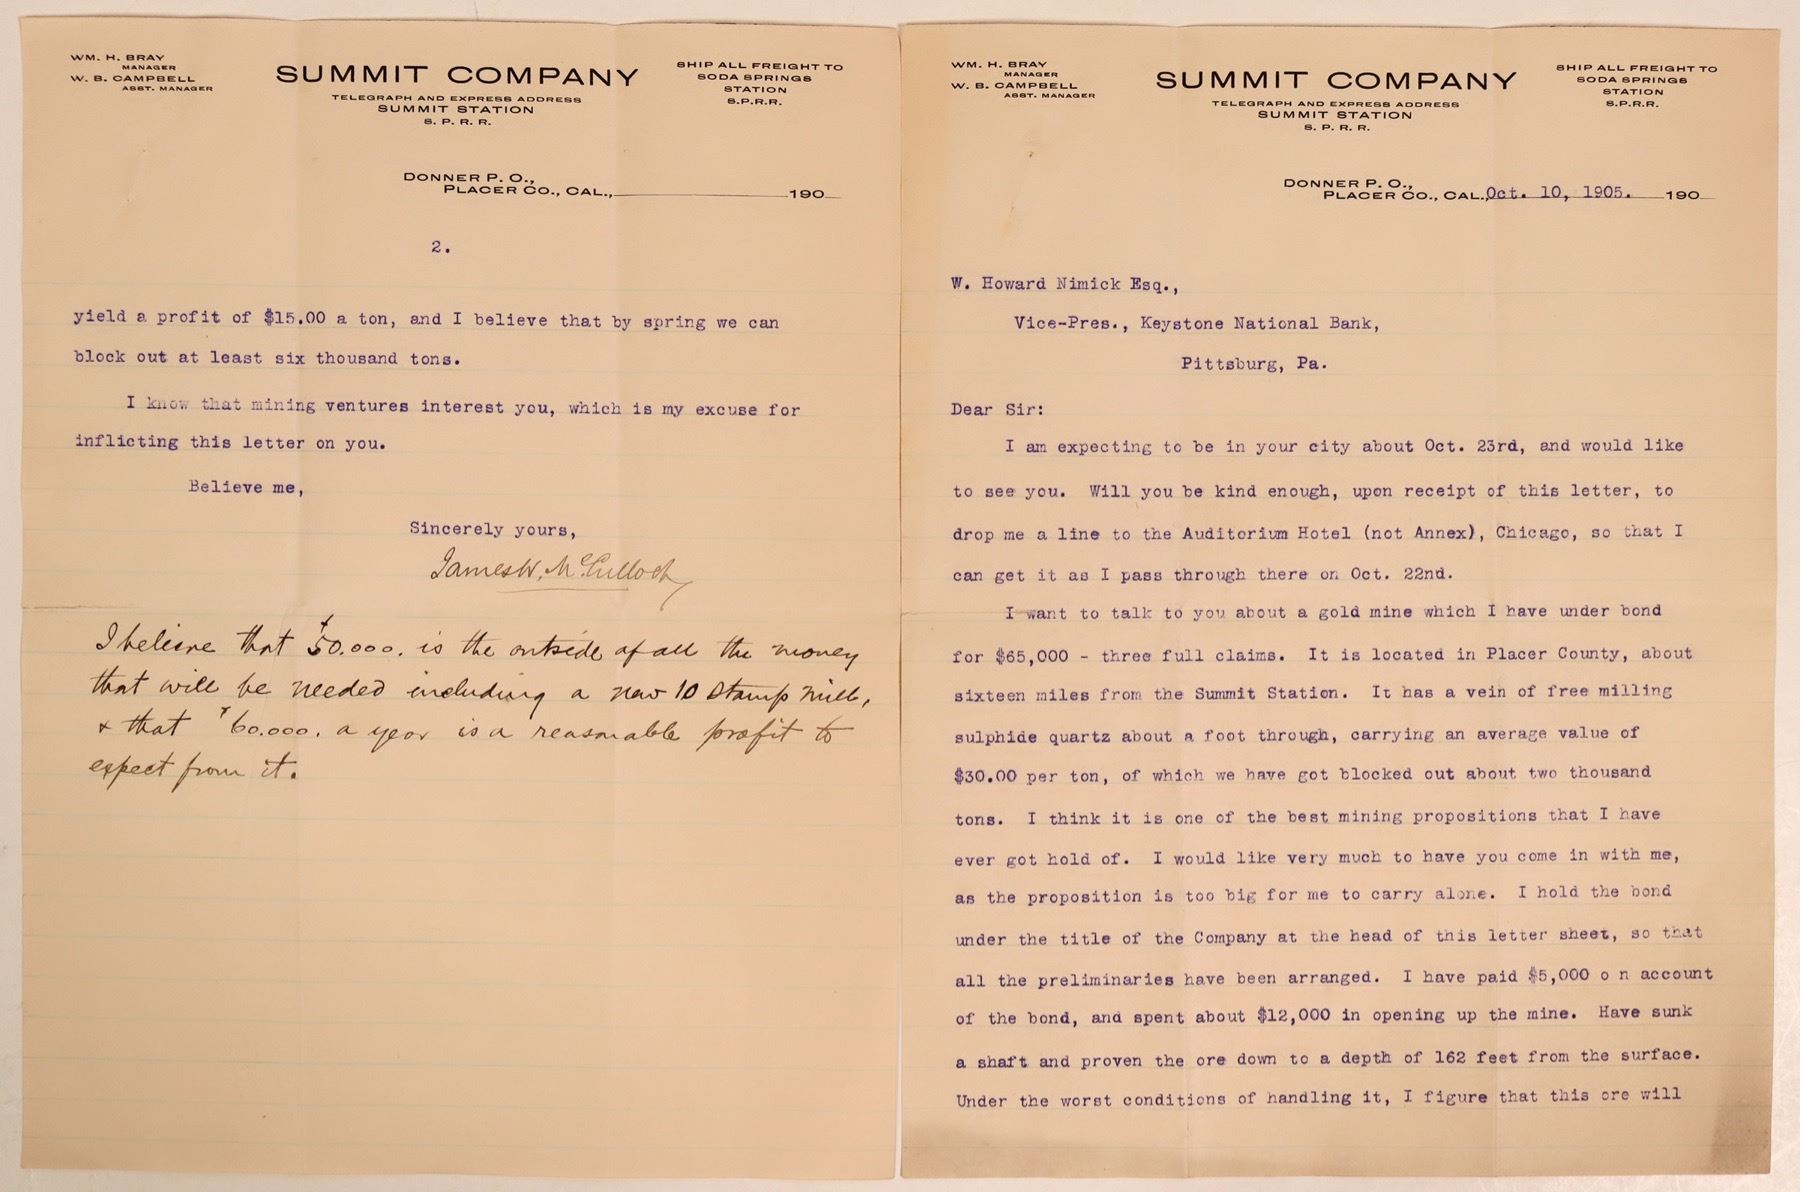 WM. H. BRAY
MANAGER
W. B. CAMPBELL
ASST. MANAGER
SUMMIT COMPANY
TELEGRAPH AND EXPRESS ADDRESS
SUMMIT STATION
S. P. R. R.
SHIP ALL FREIGHT TO
SODA SPRINGS
STATION
S.P.R.R.
DONNER P. O.,
PLACER CO., CAL., 190
2.
yield a profit of $15.00 a ton, and I believe that by spring we can
block out at least six thousand tons.
I know that mining ventures interest you, which is my excuse for
inflicting this letter on you.
Believe me,
Sincerely yours,
James W. McCulloch
I believe that $50.000. is the outside of all the money
that will be needed including a new 10 Stamp mill,
& that $60.000. a year is a reasonable profit to
expect from it.
WM. H. BRAY
MANAGER
W. B. CAMPBELL
ASST. MANAGER
SUMMIT COMPANY
TELEGRAPH AND EXPRESS ADDRESS
SUMMIT STATION
S. P. R. R.
SHIP ALL FREIGHT TO
SODA SPRINGS
STATION
S.P.R.R.
DONNER P. O.,
PLACER CO., CAL., Oct. 10, 1905. 190
W. Howard Nimick Esq.,
Vice-Pres., Keystone National Bank,
Pittsburg, Pa.
Dear Sir:
I am expecting to be in your city about Oct. 23rd, and would like
to see you. Will you be kind enough, upon receipt of this letter, to
drop me a line to the Auditorium Hotel (not Annex), Chicago, so that I
can get it as I pass through there on Oct. 22nd.
I want to talk to you about a gold mine which I have under bond
for $65,000 - three full claims. It is located in Placer County, about
sixteen miles from the Summit Station. It has a vein of free milling
sulphide quartz about a foot through, carrying an average value of
$30.00 per ton, of which we have got blocked out about two thousand
tons. I think it is one of the best mining propositions that I have
ever got hold of. I would like very much to have you come in with me,
as the proposition is too big for me to carry alone. I hold the bond
under the title of the Company at the head of this letter sheet, so that
all the preliminaries have been arranged. I have paid $5,000 o n account
of the bond, and spent about $12,000 in opening up the mine. Have sunk
a shaft and proven the ore down to a depth of 162 feet from the surface.
Under the worst conditions of handling it, I figure that this ore will